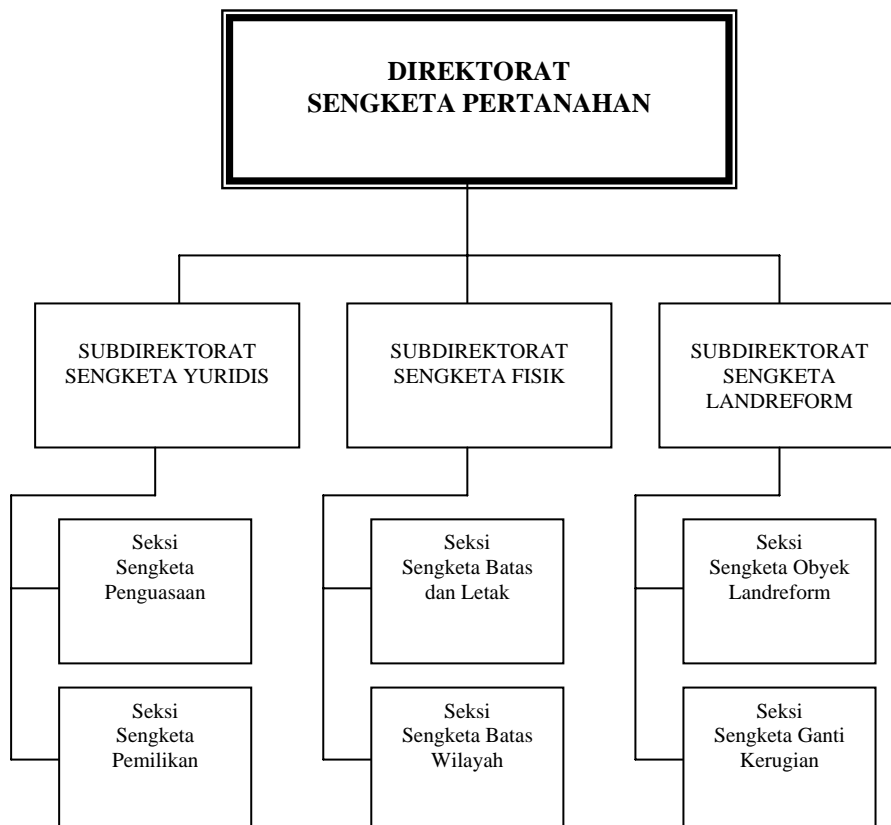 DIREKTORAT
SENGKETA PERTANAHAN
SUBDIREKTORAT
SENGKETA YURIDIS
SUBDIREKTORAT
SENGKETA FISIK
SUBDIREKTORAT
SENGKETA
LANDREFORM
Seksi
Sengketa
Penguasaan
Seksi
Sengketa Batas
dan Letak
Seksi
Sengketa Obyek
Landreform
Seksi
Sengketa
Pemilikan
Seksi
Sengketa Batas
Wilayah
Seksi
Sengketa Ganti
Kerugian